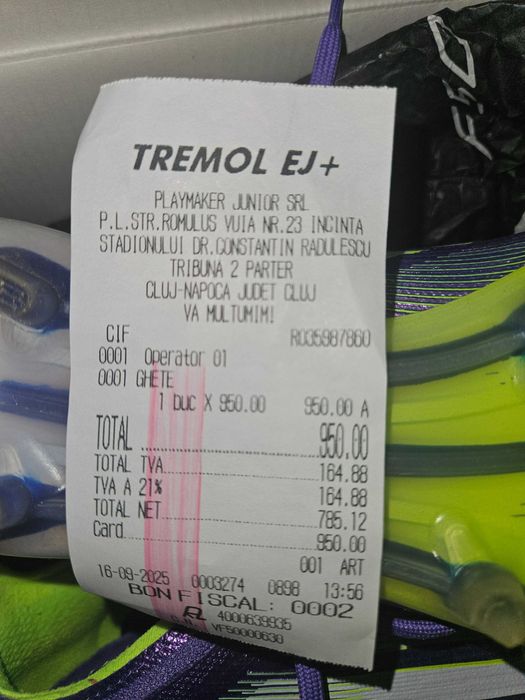 F50
TREMOL EJ+
PLAYMAKER JUNIOR SRL
P.L.STR.ROMULUS VUIA NR.23 INCINTA
STADIONULUI DR.CONSTANTIN RADULESCU
TRIBUNA 2 PARTER
CLUJ-NAPOCA JUDET CLUJ
VA MULTUMIM!
CIF RO35987860
0001 Operator 01
0001 GHETE
1 buc X 950.00 950.00 A
TOTAL 950.00
TOTAL TVA 164.88
TVA A 21% 164.88
TOTAL NET 785.12
Card 950.00
001 ART
16-09-2025 0003274 0898 13:56
BON FISCAL: 0002
4000639935
VF50000630